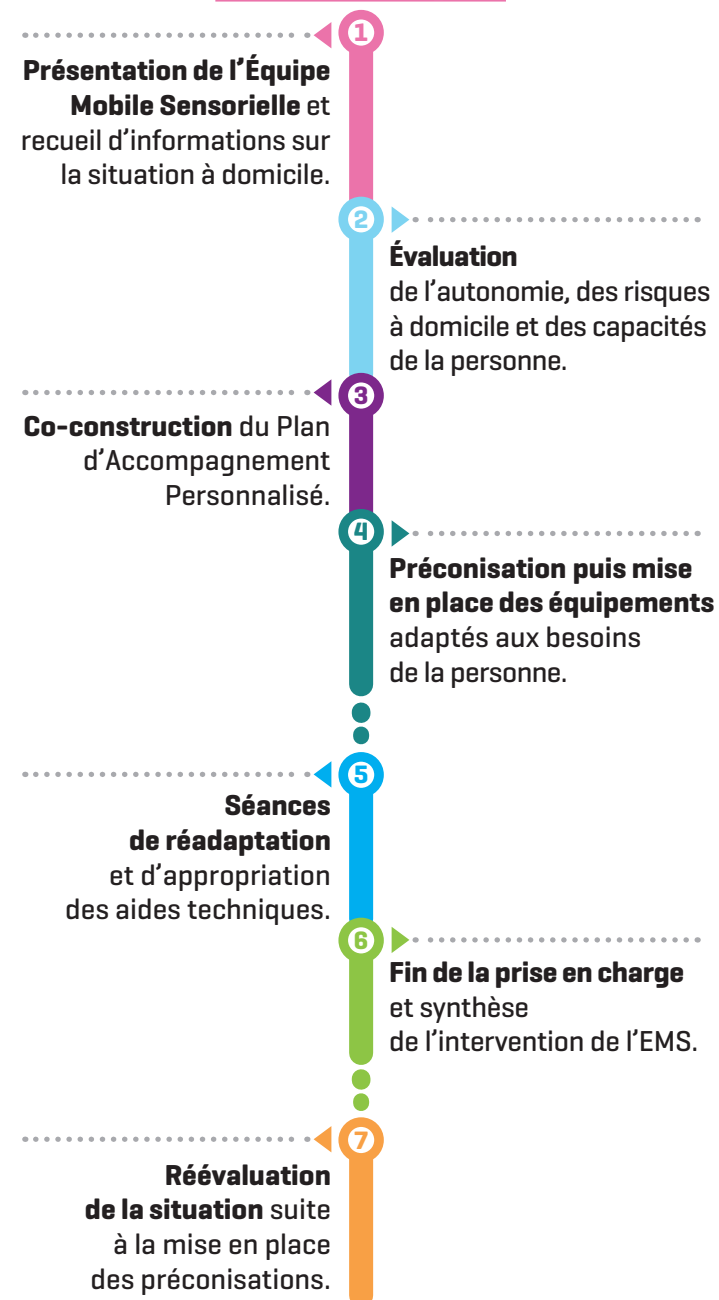 1
Présentation de l’Équipe
Mobile Sensorielle et
recueil d’informations sur
la situation à domicile.
2
Évaluation
de l’autonomie, des risques
à domicile et des capacités
de la personne.
3
Co-construction du Plan
d’Accompagnement
Personnalisé.
4
Préconisation puis mise
en place des équipements
adaptés aux besoins
de la personne.
5
Séances
de réadaptation
et d’appropriation
des aides techniques.
6
Fin de la prise en charge
et synthèse
de l’intervention de l’EMS.
7
Réévaluation
de la situation suite
à la mise en place
des préconisations.